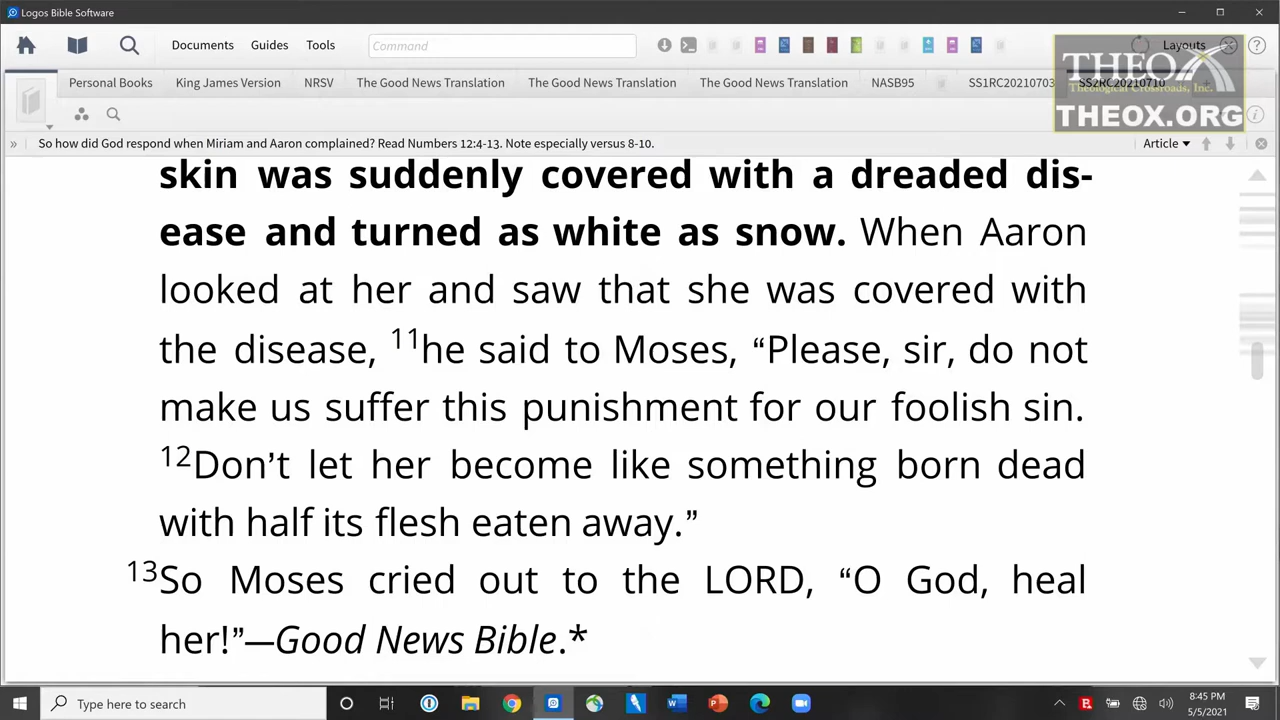 Logos Bible Software
Documents Guides Tools Command Layouts
Personal Books King James Version NRSV The Good News Translation The Good News Translation The Good News Translation NASB95 SS1RC20210703 SS2RC20210710
THEOX
Theological Crossroads, Inc.
THEOX.ORG
» So how did God respond when Miriam and Aaron complained? Read Numbers 12:4-13. Note especially versus 8-10. Article
skin was suddenly covered with a dreaded dis-
ease and turned as white as snow. When Aaron
looked at her and saw that she was covered with
the disease, 11he said to Moses, “Please, sir, do not
make us suffer this punishment for our foolish sin.
12Don’t let her become like something born dead
with half its flesh eaten away.”
13So Moses cried out to the LORD, “O God, heal
her!”—Good News Bible.*
Type here to search
8:45 PM
5/5/2021